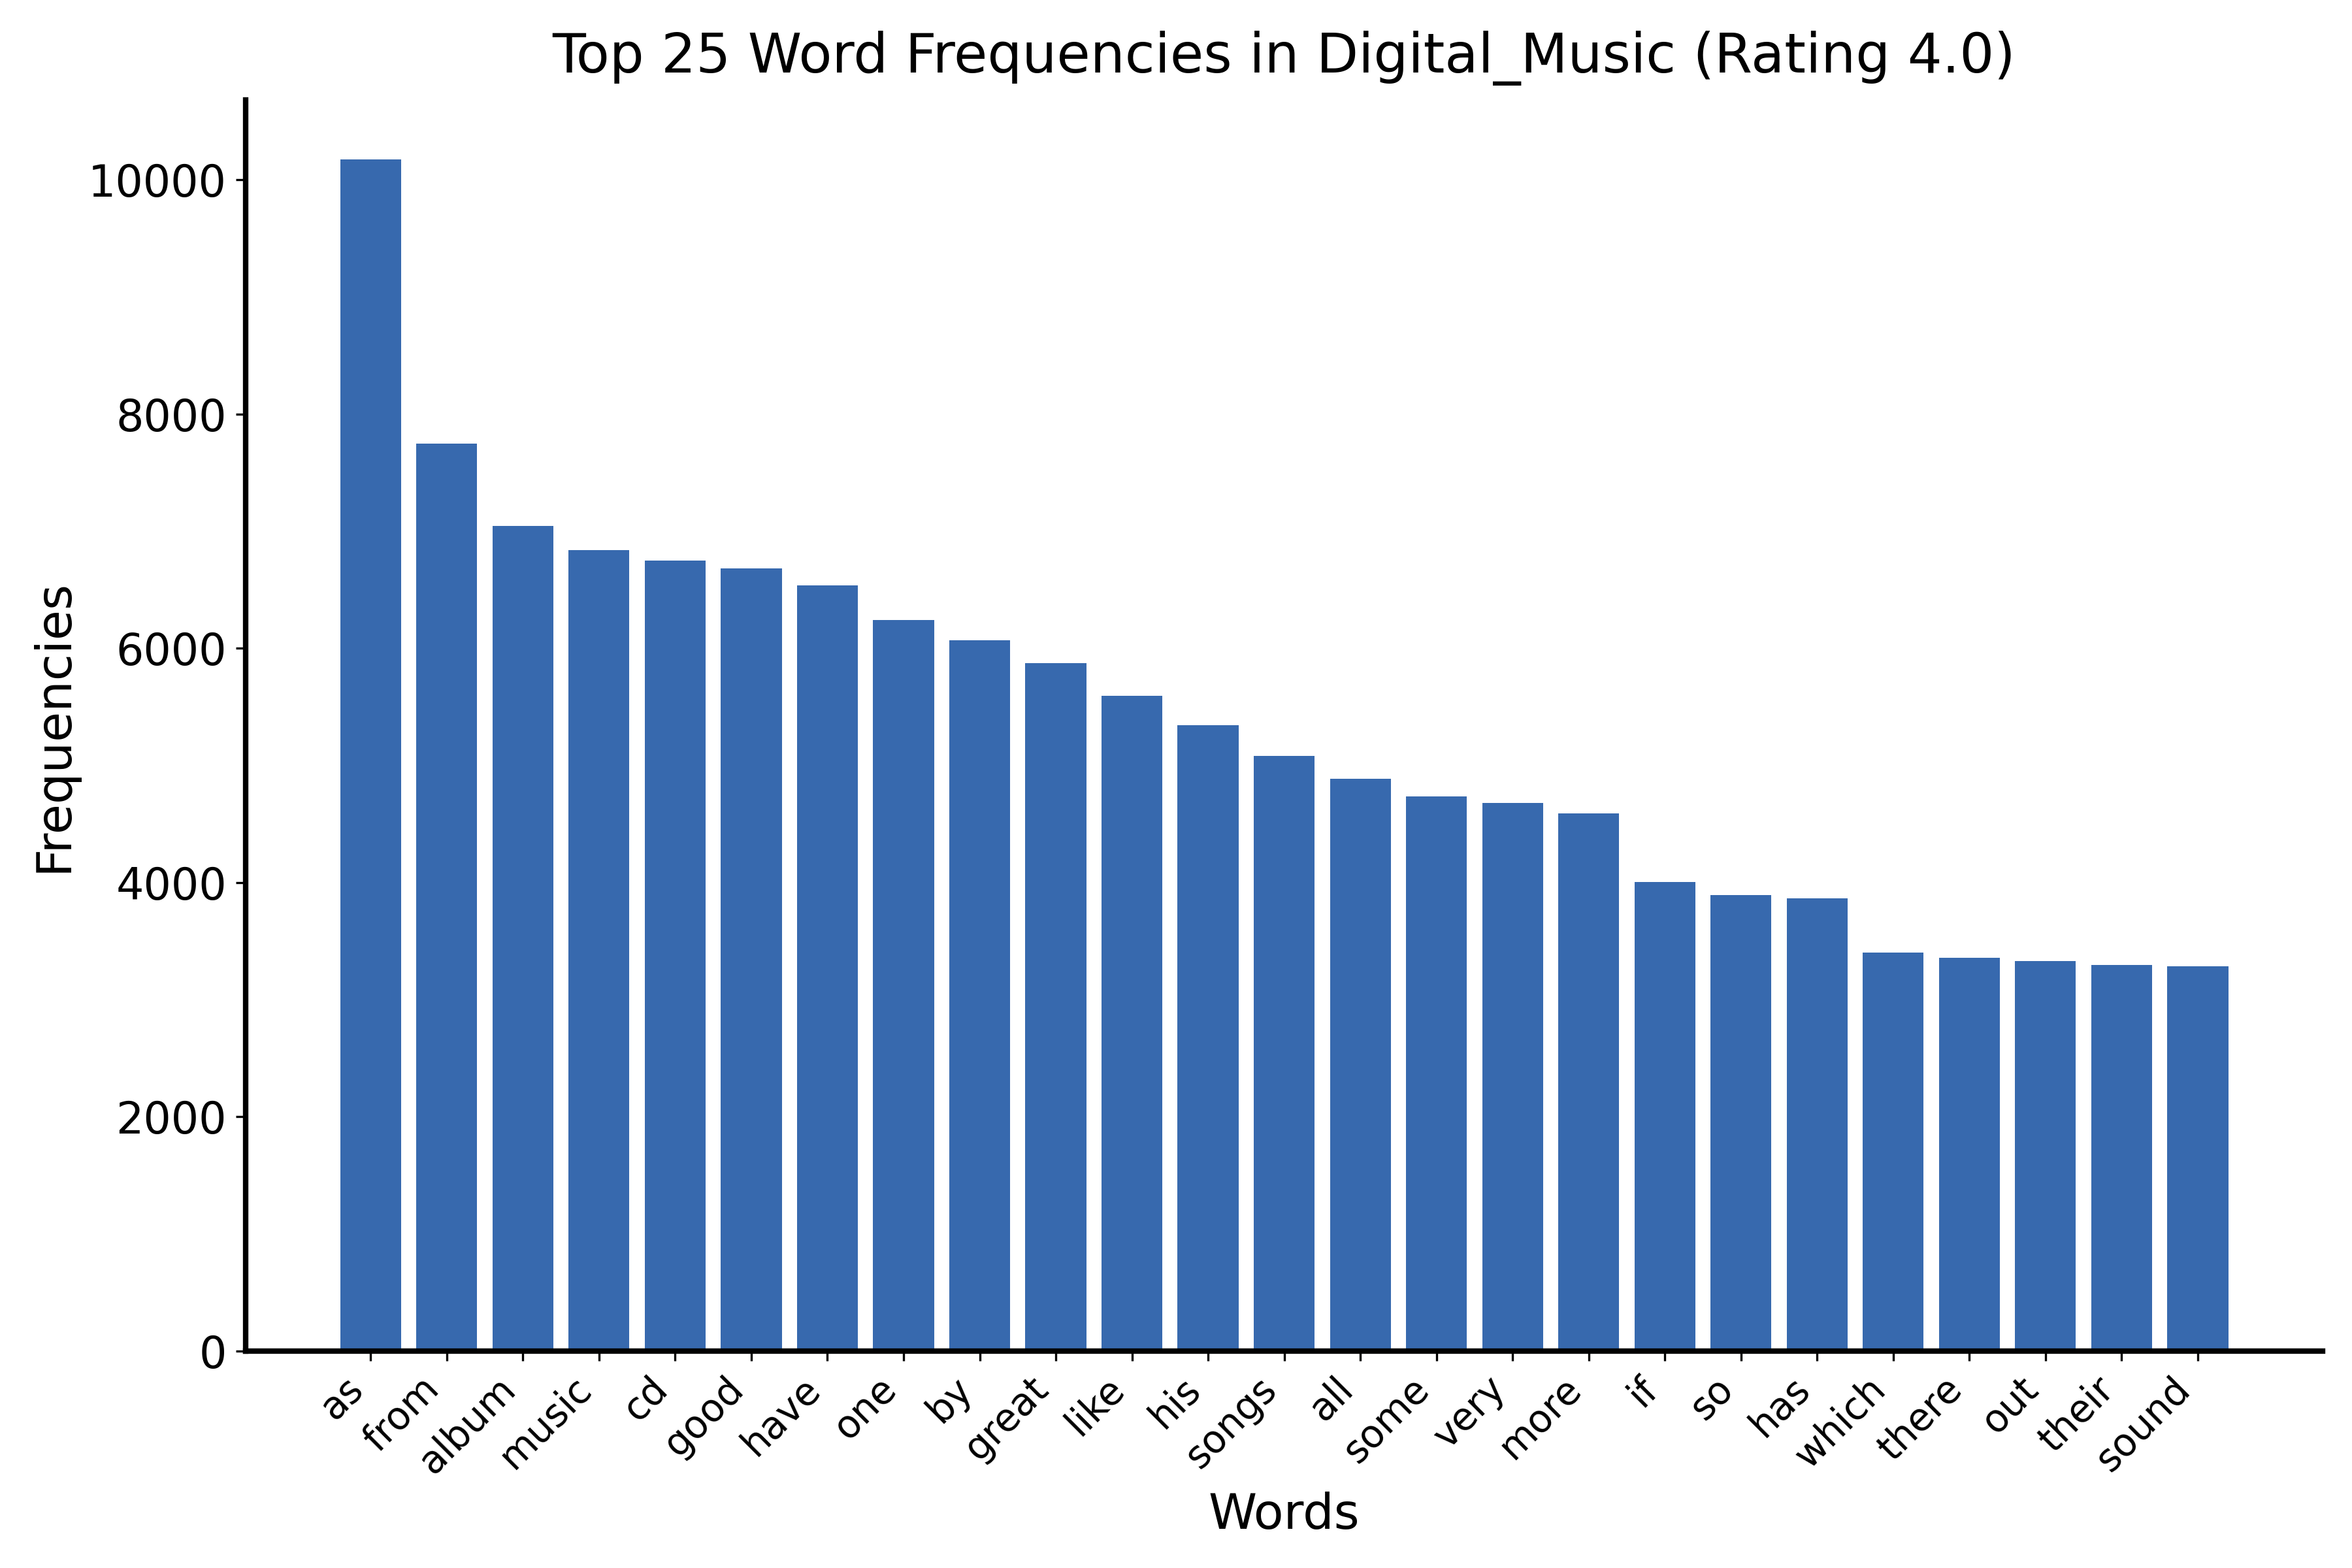 Top 25 Word Frequencies in Digital_Music (Rating 4.0)
Frequencies
10000
8000
6000
4000
2000
0
as
from
album
music
cd
good
have
one
by
great
like
his
songs
all
some
very
more
if
so
has
which
there
out
their
sound
Words